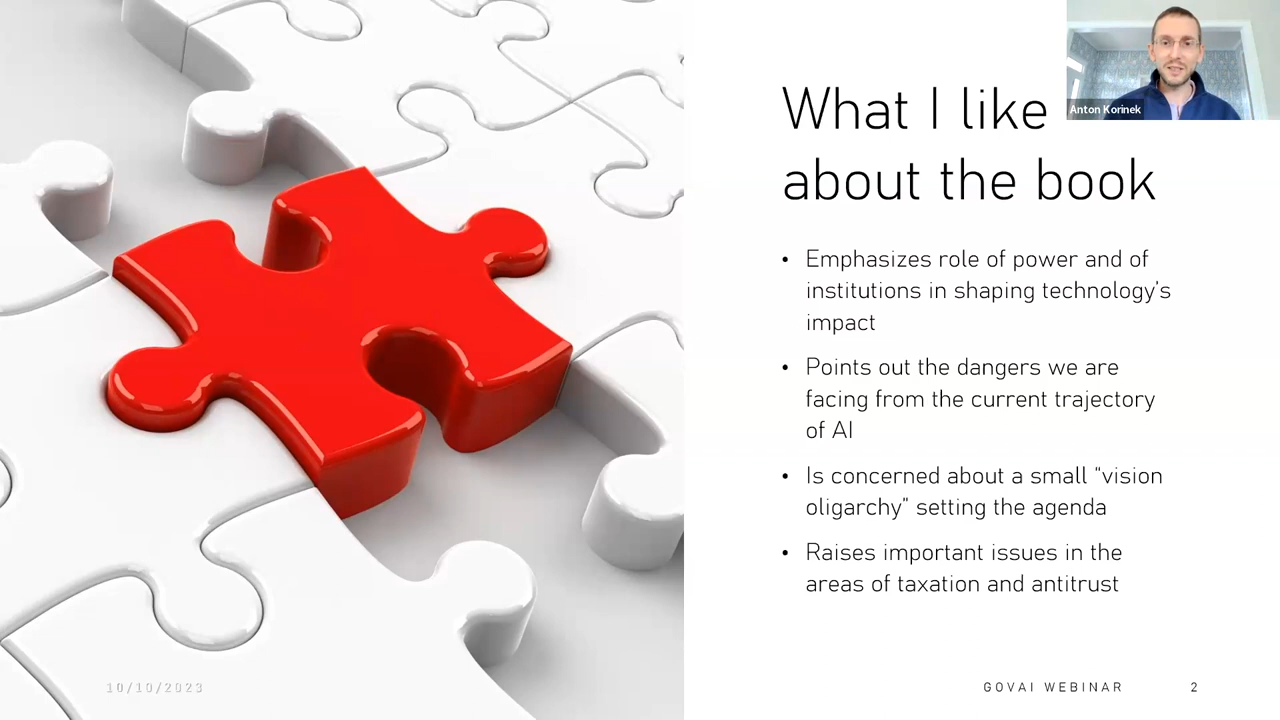 Anton Korinek
What I like
about the book
• Emphasizes role of power and of
institutions in shaping technology's
impact
• Points out the dangers we are
facing from the current trajectory
of AI
• Is concerned about a small "vision
oligarchy" setting the agenda
• Raises important issues in the
areas of taxation and antitrust
10/10/2023
GOVAI WEBINAR 2